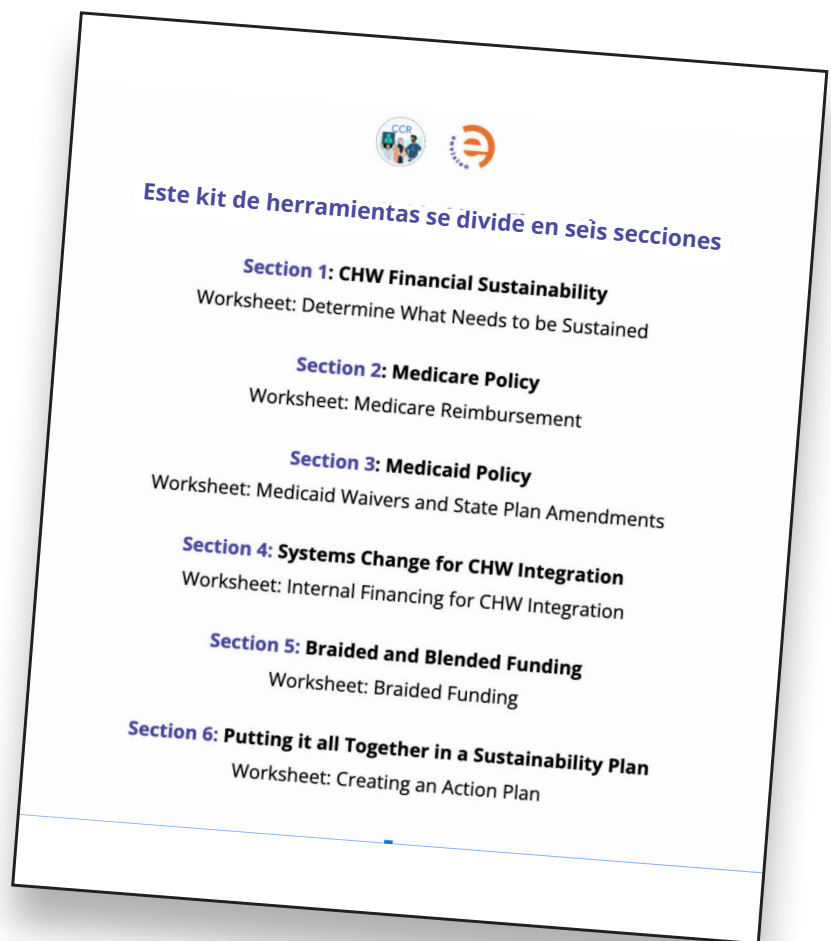 CCR
envision
Este kit de herramientas se divide en seis secciones
Section 1: CHW Financial Sustainability
Worksheet: Determine What Needs to be Sustained
Section 2: Medicare Policy
Worksheet: Medicare Reimbursement
Section 3: Medicaid Policy
Worksheet: Medicaid Waivers and State Plan Amendments
Section 4: Systems Change for CHW Integration
Worksheet: Internal Financing for CHW Integration
Section 5: Braided and Blended Funding
Worksheet: Braided Funding
Section 6: Putting it all Together in a Sustainability Plan
Worksheet: Creating an Action Plan